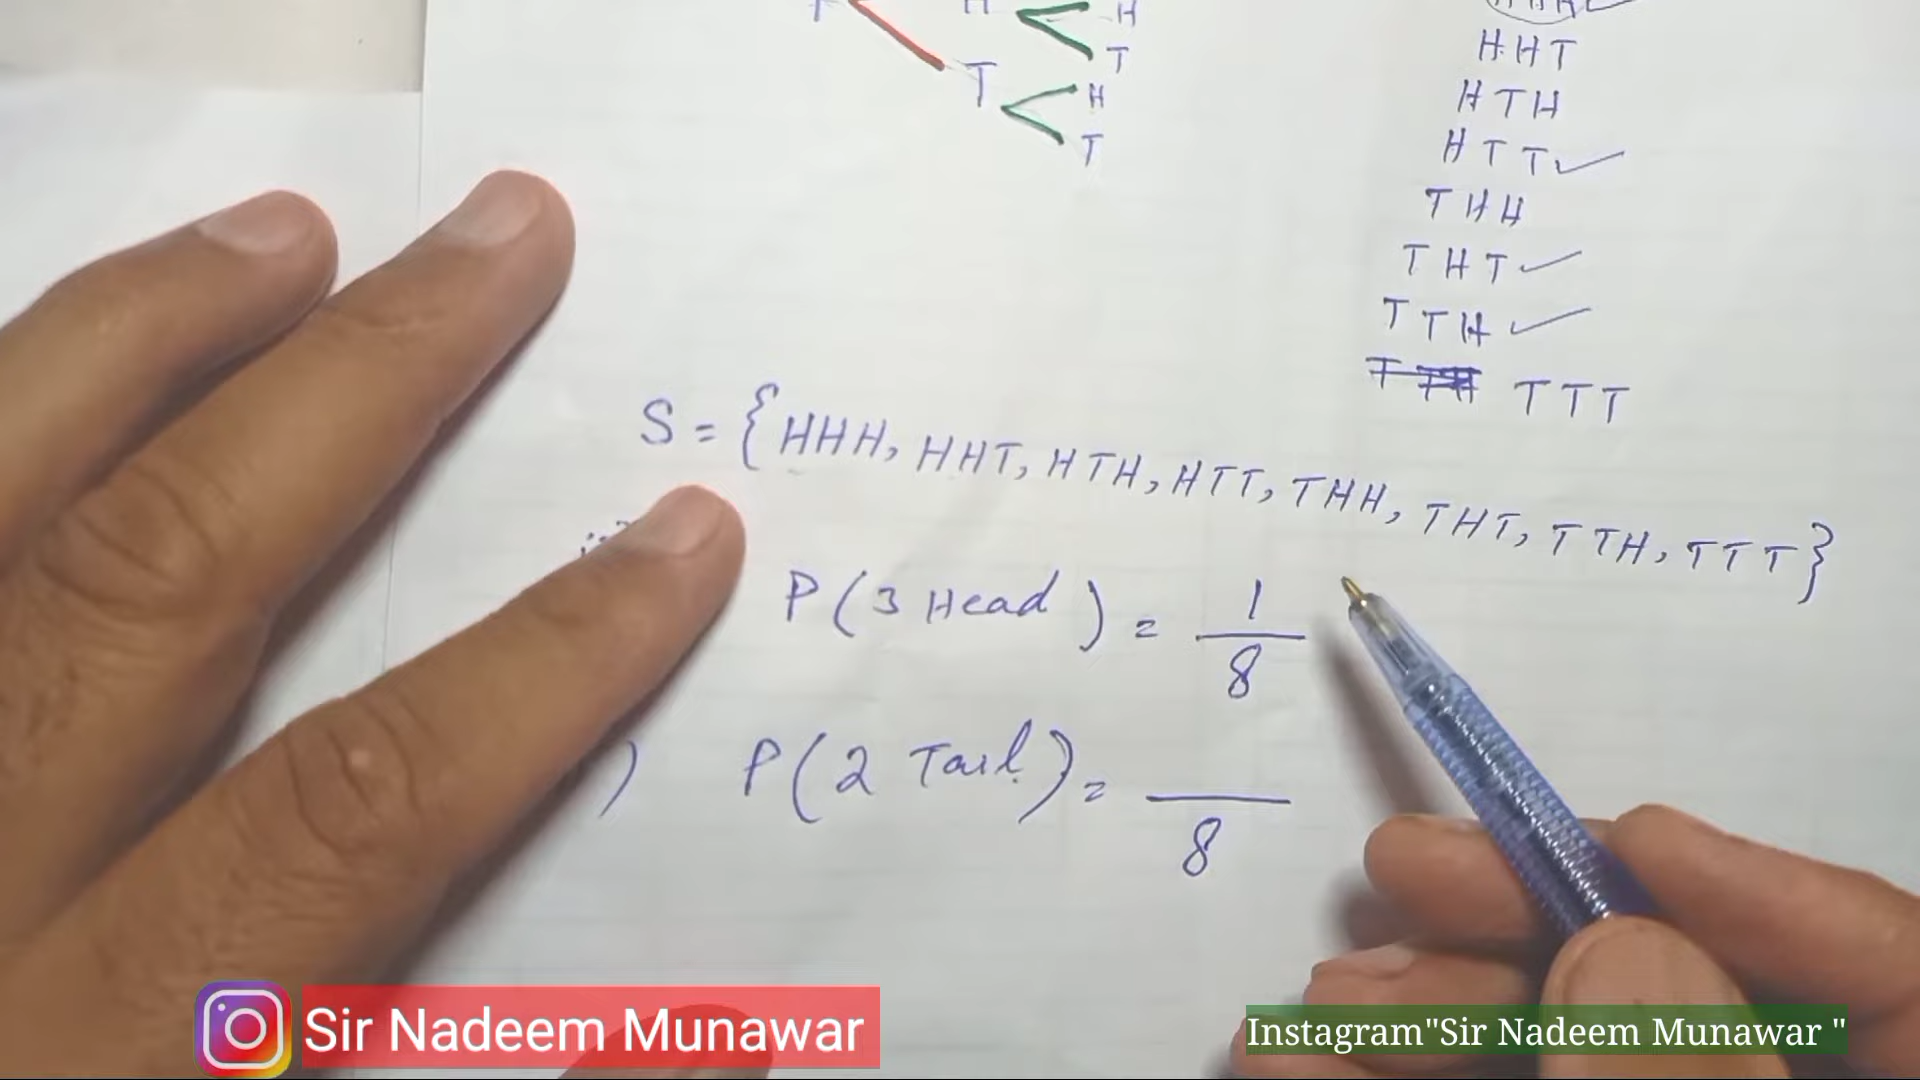 H
H
T
T
H
T
HHH
HHT
HTH
HTT
THH
THT
TTH
TTT
S = {HHH, HHT, HTH, HTT, THH, THT, TTH, TTT}
P(3 Head) = 1/8
) P(2 Tail) = /8
Sir Nadeem Munawar
Instagram"Sir Nadeem Munawar "